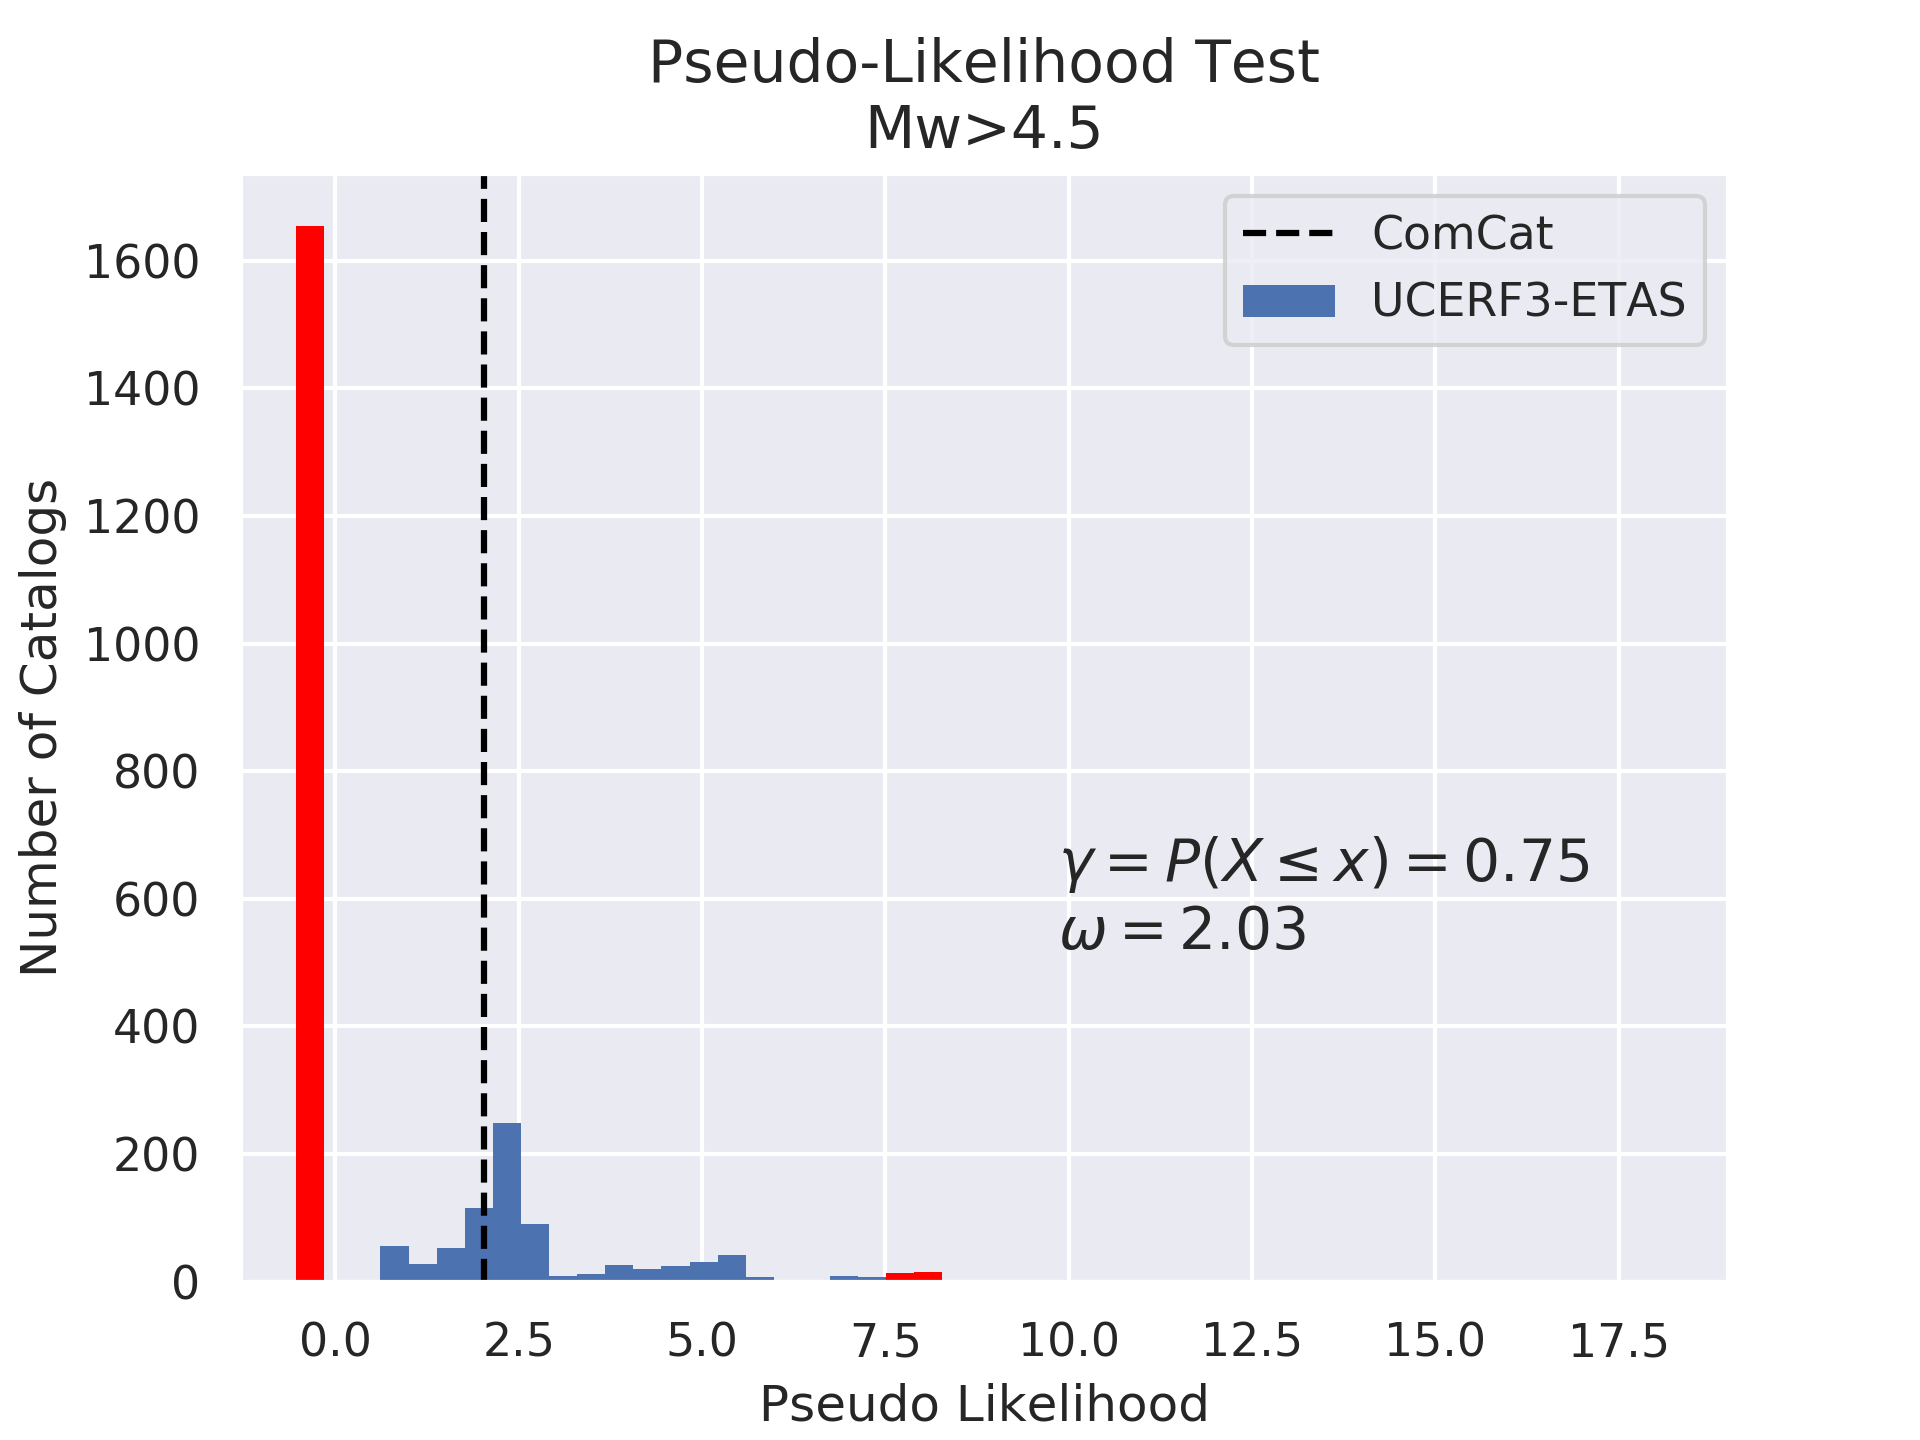 Pseudo-Likelihood Test
Mw>4.5
ComCat
UCERF3-ETAS
Number of Catalogs
1600
1400
1200
1000
800
600
400
200
0
γ = P(X ≤ x) = 0.75
ω = 2.03
0.0 2.5 5.0 7.5 10.0 12.5 15.0 17.5
Pseudo Likelihood